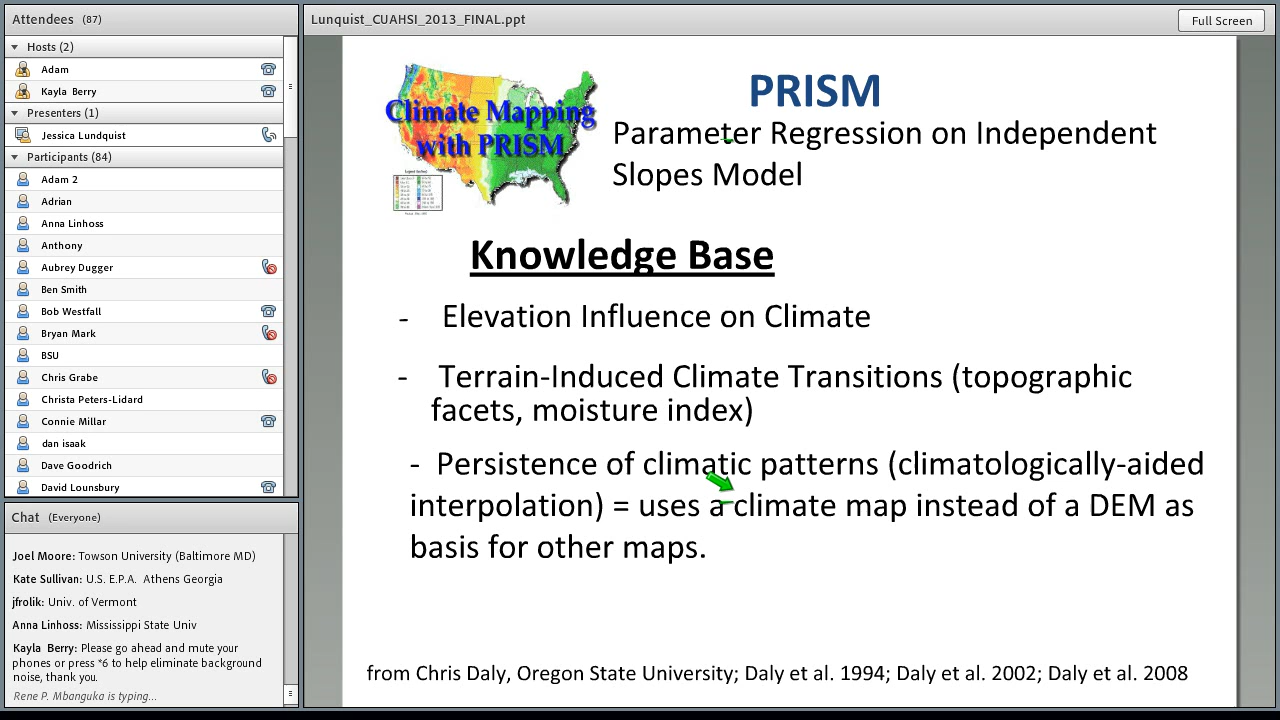 Attendees (87)
Hosts (2)
Adam
Kayla Berry
Presenters (1)
Jessica Lundquist
Participants (84)
Adam 2
Adrian
Anna Linhoss
Anthony
Aubrey Dugger
Ben Smith
Bob Westfall
Bryan Mark
BSU
Chris Grabe
Christa Peters-Lidard
Connie Millar
dan isaak
Dave Goodrich
David Lounsbury
Chat (Everyone)
Joel Moore: Towson University (Baltimore MD)
Kate Sullivan: U.S. E.P.A. Athens Georgia
jfrolik: Univ. of Vermont
Anna Linhoss: Mississippi State Univ
Kayla Berry: Please go ahead and mute your
phones or press *6 to help eliminate background
noise, thank you.
Rene P. Mbanguka is typing...
Lunquist_CUAHSI_2013_FINAL.ppt
Full Screen
Climate Mapping
with PRISM
PRISM
Parameter Regression on Independent
Slopes Model
Knowledge Base
- Elevation Influence on Climate
- Terrain-Induced Climate Transitions (topographic
facets, moisture index)
- Persistence of climatic patterns (climatologically-aided
interpolation) = uses a climate map instead of a DEM as
basis for other maps.
from Chris Daly, Oregon State University; Daly et al. 1994; Daly et al. 2002; Daly et al. 2008